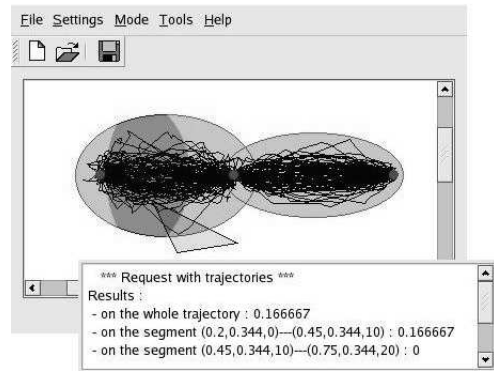 File Settings Mode Tools Help
*** Request with trajectories ***
Results :
- on the whole trajectory : 0.166667
- on the segment (0.2,0.344,0)---(0.45,0.344,10) : 0.166667
- on the segment (0.45,0.344,10)---(0.75,0.344,20) : 0